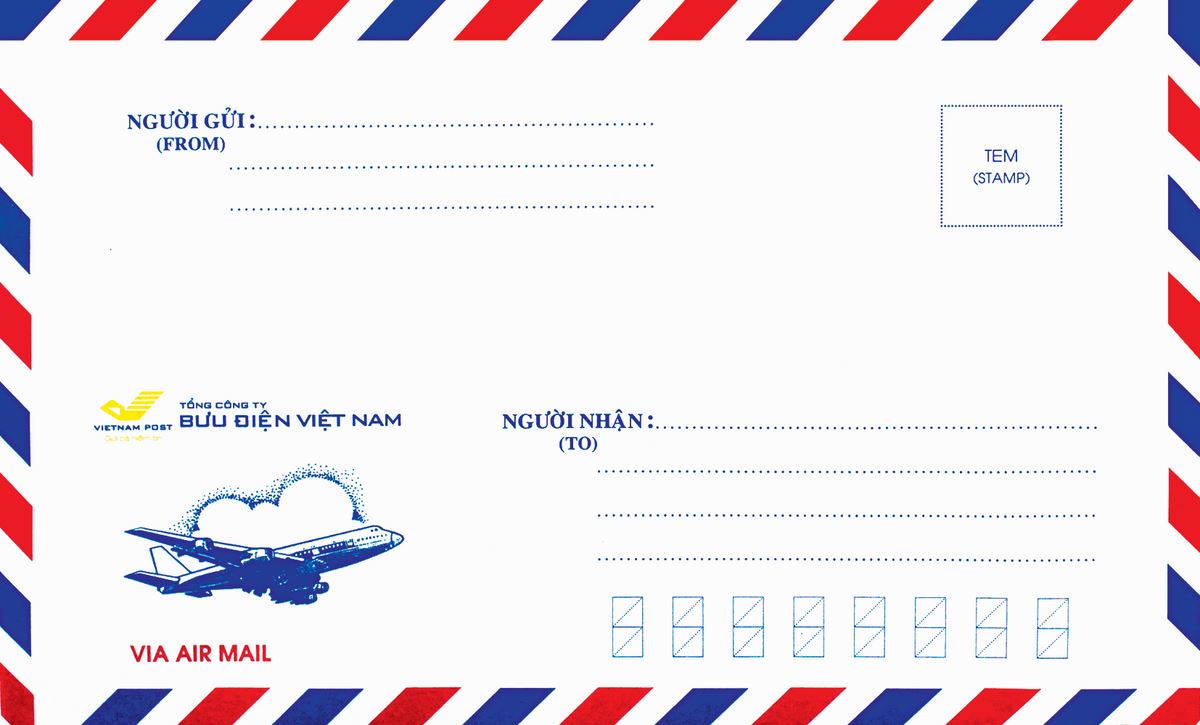 NGƯỜI GỬI:
(FROM)
TEM
(STAMP)
TỔNG CÔNG TY
BƯU ĐIỆN VIỆT NAM
VIETNAM POST
NGƯỜI NHẬN:
(TO)
VIA AIR MAIL